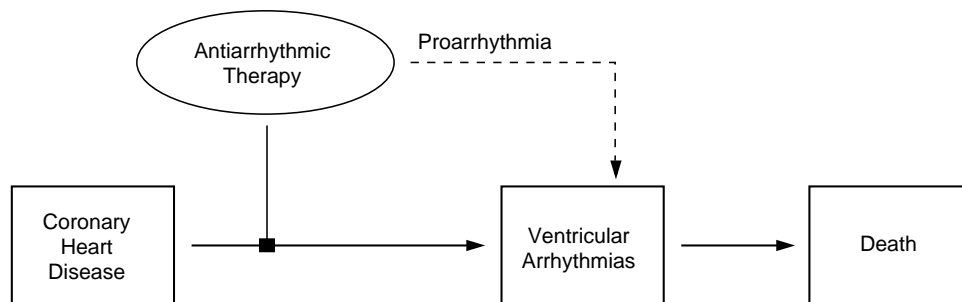 Antiarrhythmic
Therapy
Proarrhythmia
Coronary
Heart
Disease
Ventricular
Arrhythmias
Death